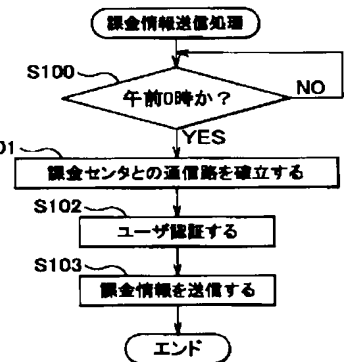 課金情報送信処理
S100
午前0時か？
NO
YES
01
課金センタとの通信路を確立する
S102
ユーザ認証する
S103
課金情報を送信する
エンド